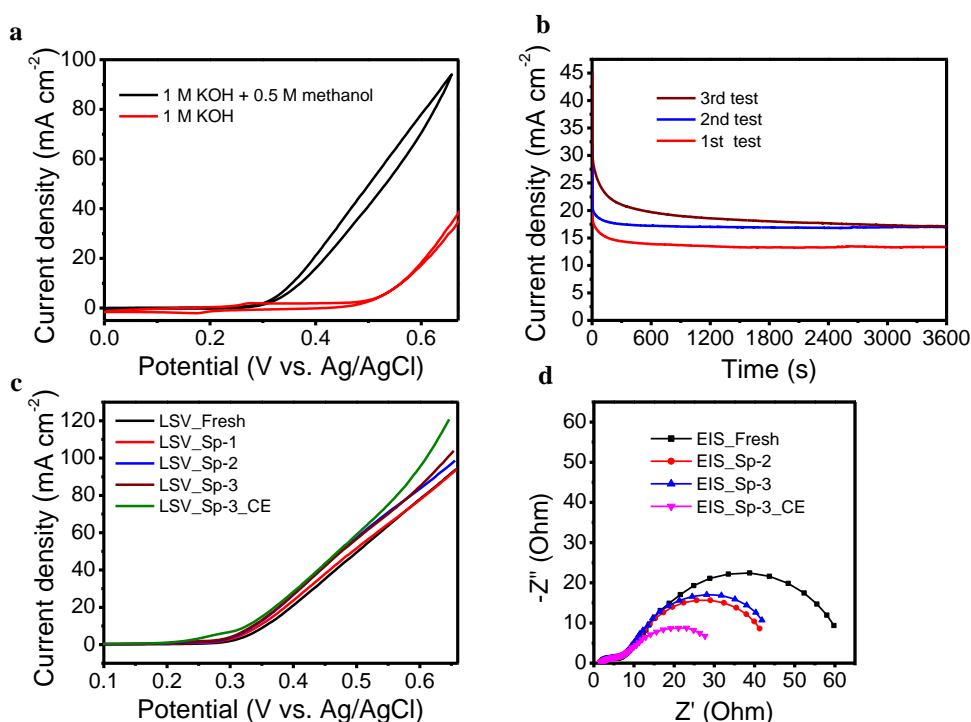 a
Current density (mA cm-2)
100
80
60
40
20
0
1 M KOH + 0.5 M methanol
1 M KOH
0.0 0.2 0.4 0.6
Potential (V vs. Ag/AgCl)
b
Current density (mA cm-2)
45
40
35
30
25
20
15
10
5
0
3rd test
2nd test
1st test
0 600 1200 1800 2400 3000 3600
Time (s)
c
Current density (mA cm-2)
120
100
80
60
40
20
0
LSV_Fresh
LSV_Sp-1
LSV_Sp-2
LSV_Sp-3
LSV_Sp-3_CE
0.1 0.2 0.3 0.4 0.5 0.6
Potential (V vs. Ag/AgCl)
d
-Z" (Ohm)
60
50
40
30
20
10
0
EIS_Fresh
EIS_Sp-2
EIS_Sp-3
EIS_Sp-3_CE
0 10 20 30 40 50 60
Z' (Ohm)